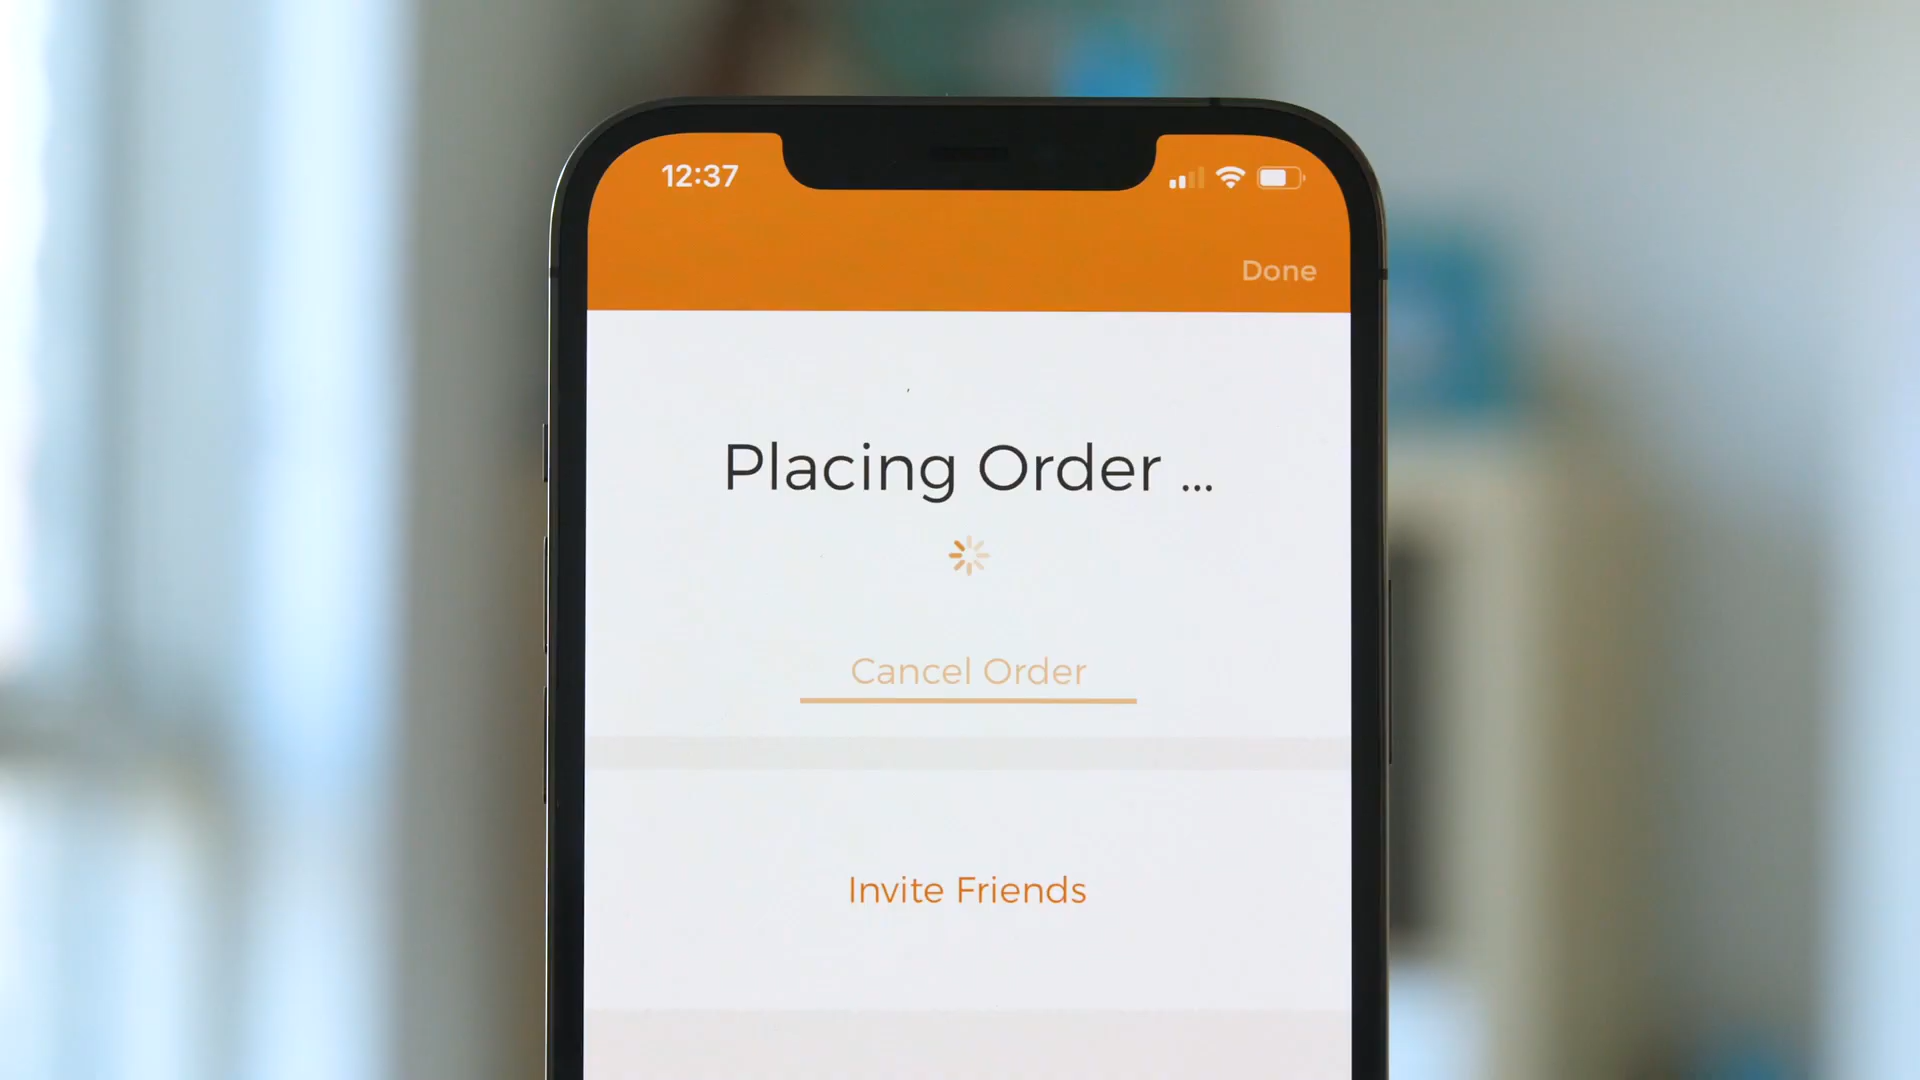 12:37
Done
Placing Order ...
Cancel Order
Invite Friends